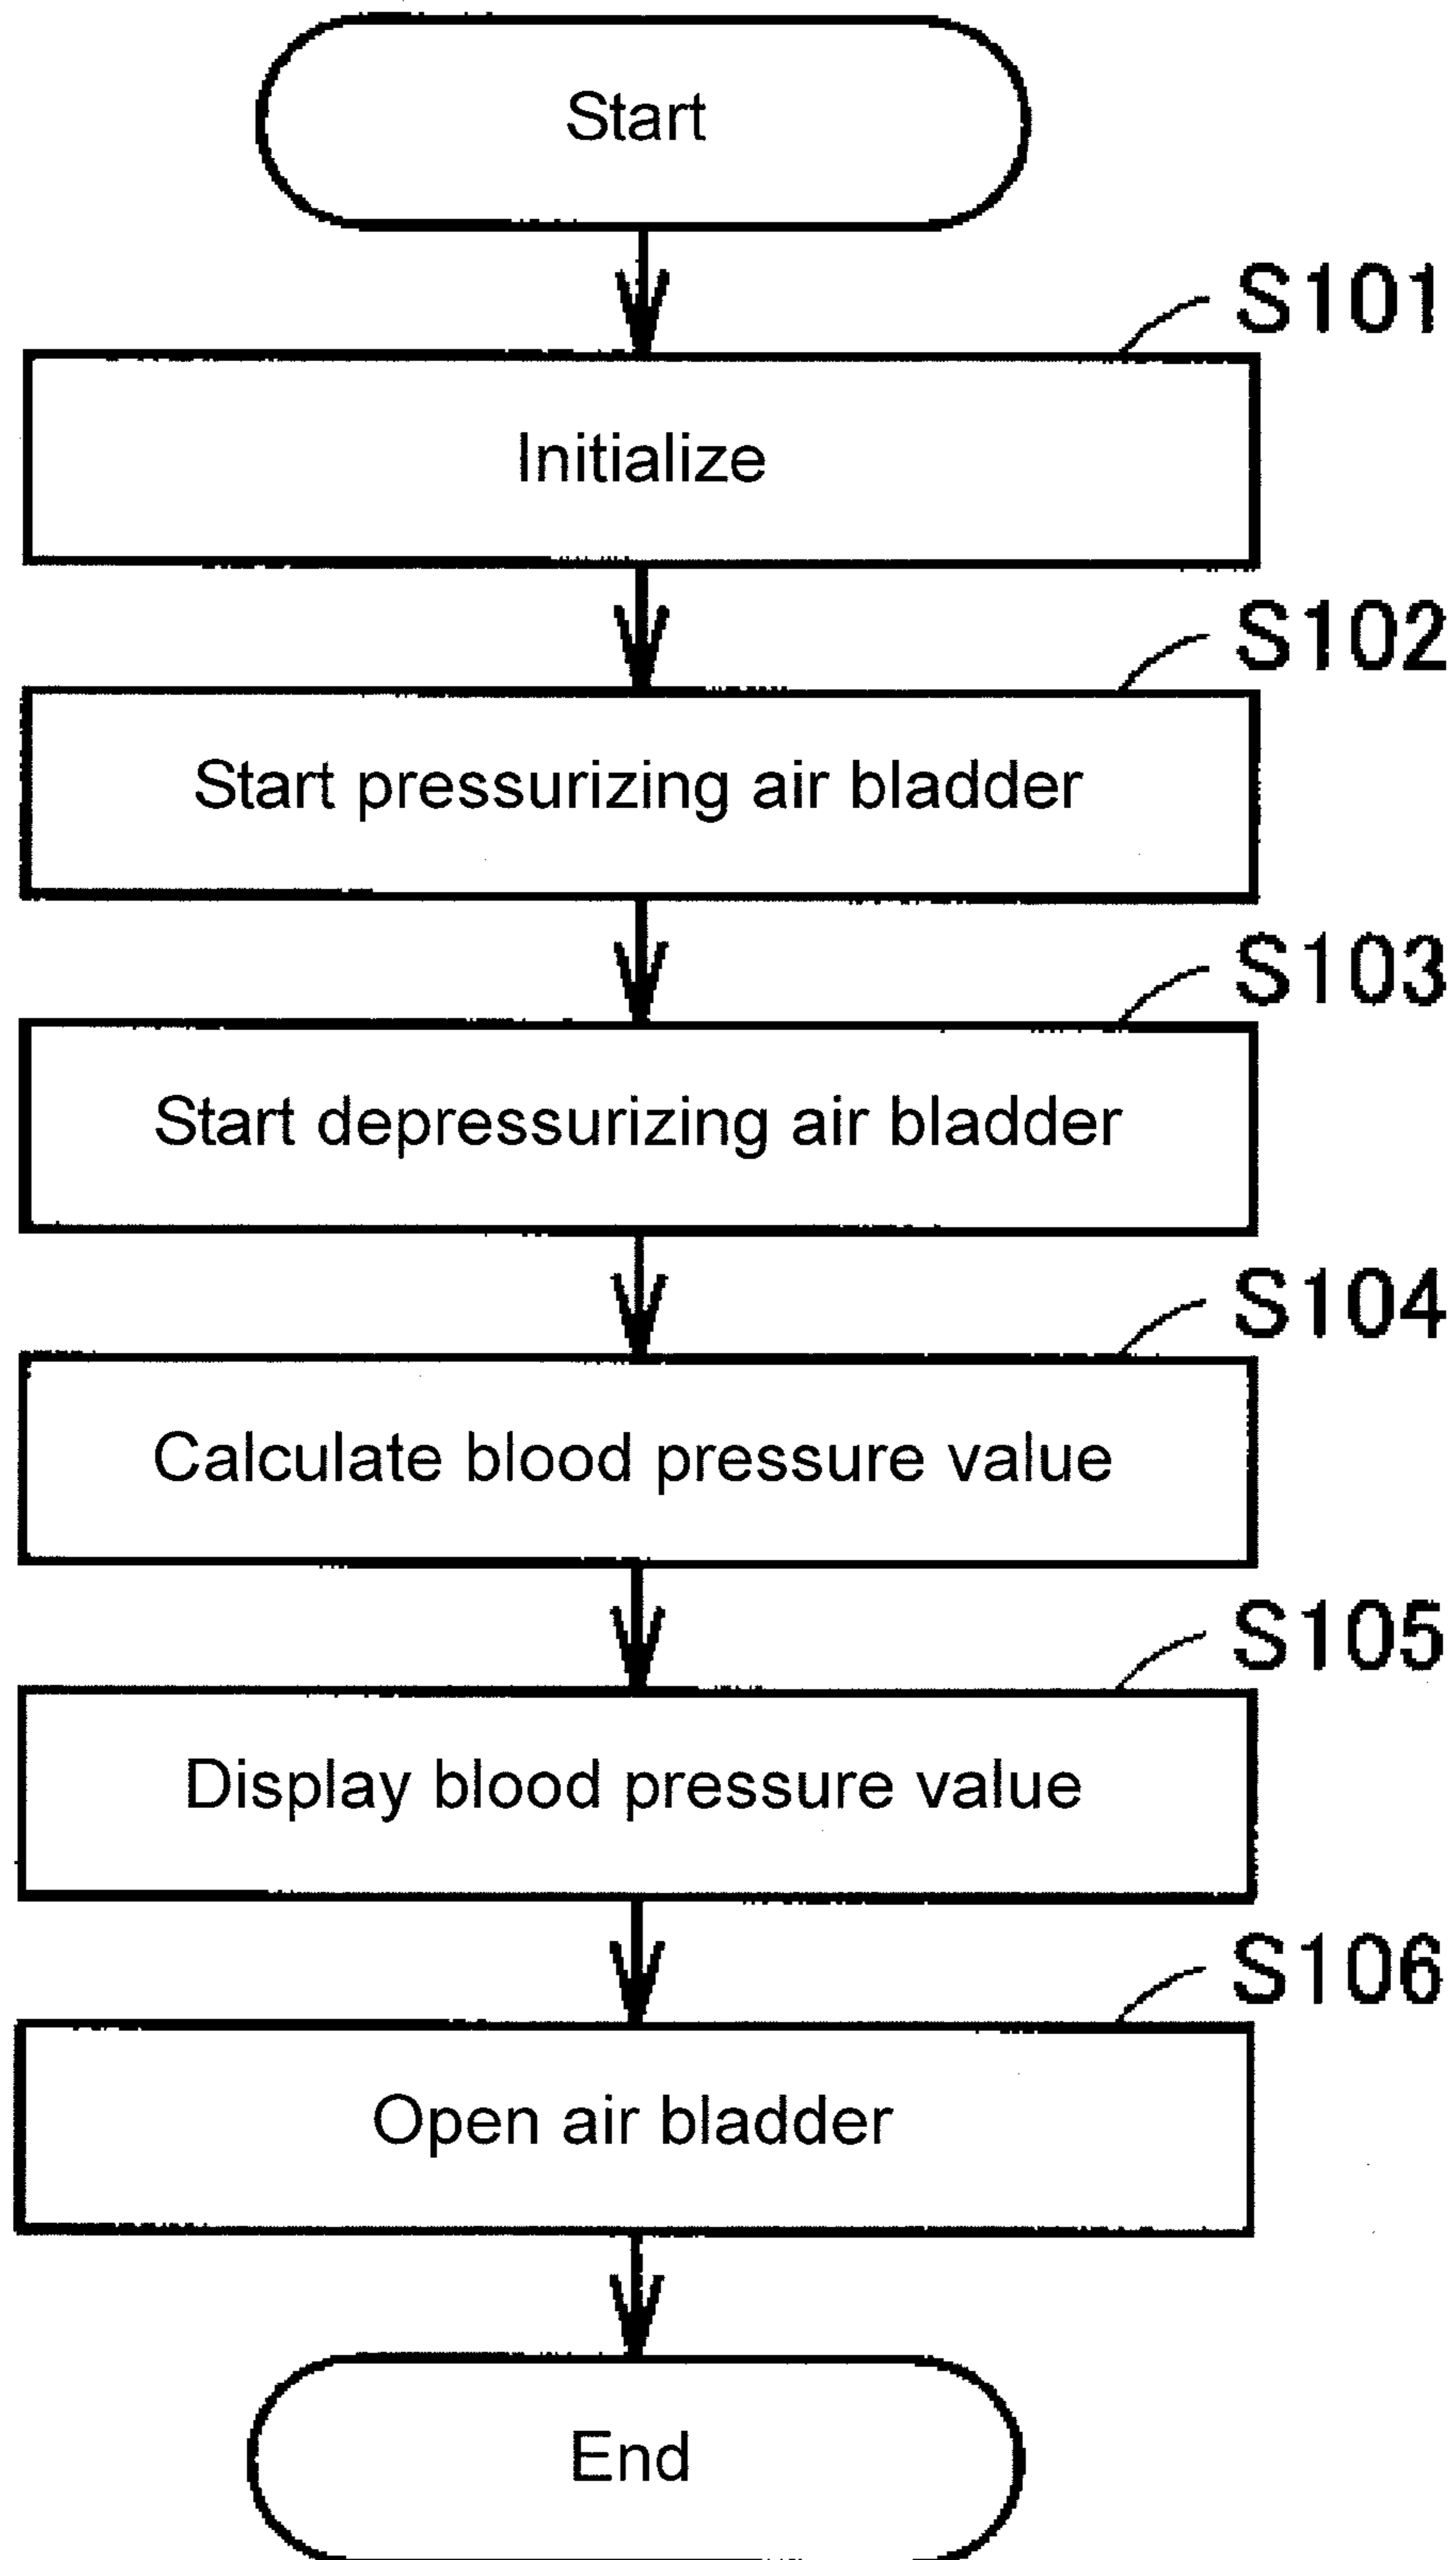 Start
S101
Initialize
S102
Start pressurizing air bladder
S103
Start depressurizing air bladder
S104
Calculate blood pressure value
S105
Display blood pressure value
S106
Open air bladder
End